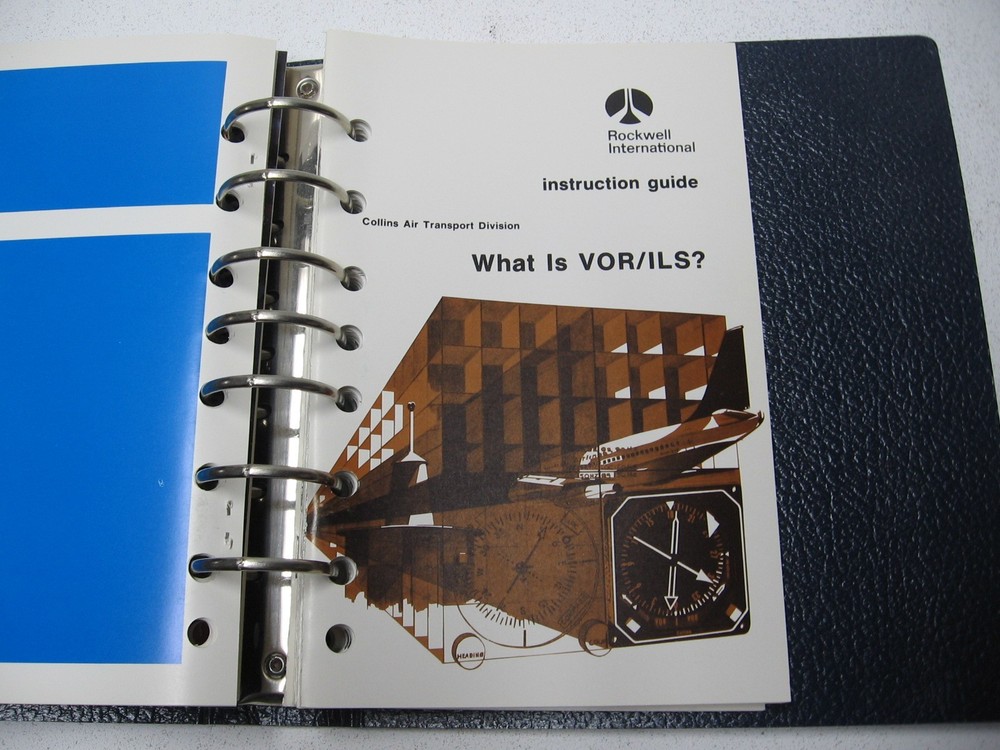 Rockwell
International
instruction guide
Collins Air Transport Division
What Is VOR/ILS?
HEADING